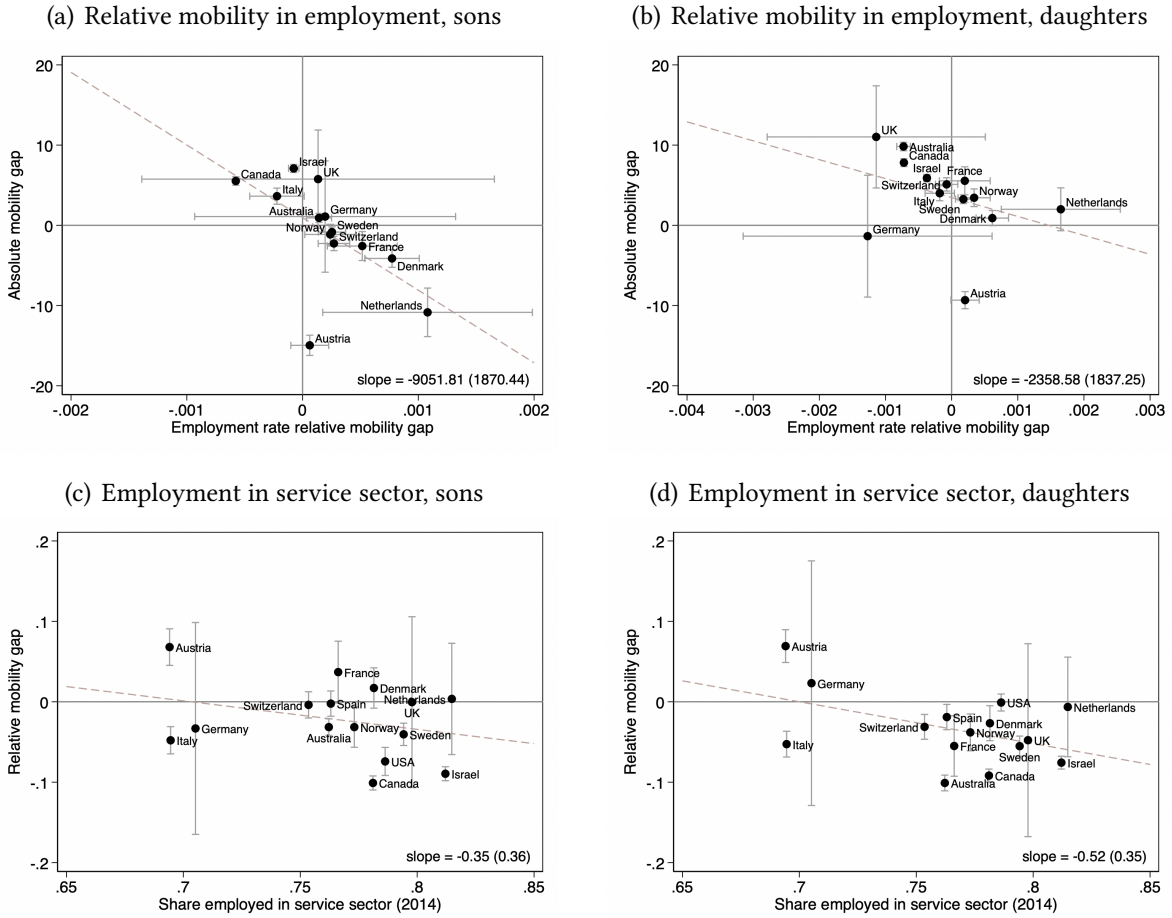 (a) Relative mobility in employment, sons
20
10
0
-10
-20
Absolute mobility gap
Israel
UK
Canada
Italy
Australia
Germany
Norway
Sweden
Switzerland
France
Denmark
Netherlands
Austria
slope = -9051.81 (1870.44)
-.002
-.001
0
.001
.002
Employment rate relative mobility gap
(b) Relative mobility in employment, daughters
20
10
0
-10
-20
Absolute mobility gap
UK
Australia
Canada
Israel
France
Switzerland
Norway
Italy
Sweden
Netherlands
Denmark
Germany
Austria
slope = -2358.58 (1837.25)
-.004
-.003
-.002
-.001
0
.001
.002
.003
Employment rate relative mobility gap
(c) Employment in service sector, sons
.2
.1
0
-.1
-.2
Relative mobility gap
Austria
France
Denmark
Switzerland
Spain
Netherlands
UK
Germany
Italy
Australia
Norway
Sweden
USA
Israel
Canada
slope = -0.35 (0.36)
.65
.7
.75
.8
.85
Share employed in service sector (2014)
(d) Employment in service sector, daughters
.2
.1
0
-.1
-.2
Relative mobility gap
Austria
Germany
USA
Netherlands
Spain
Switzerland
Denmark
Norway
UK
Italy
France
Sweden
Israel
Canada
Australia
slope = -0.52 (0.35)
.65
.7
.75
.8
.85
Share employed in service sector (2014)